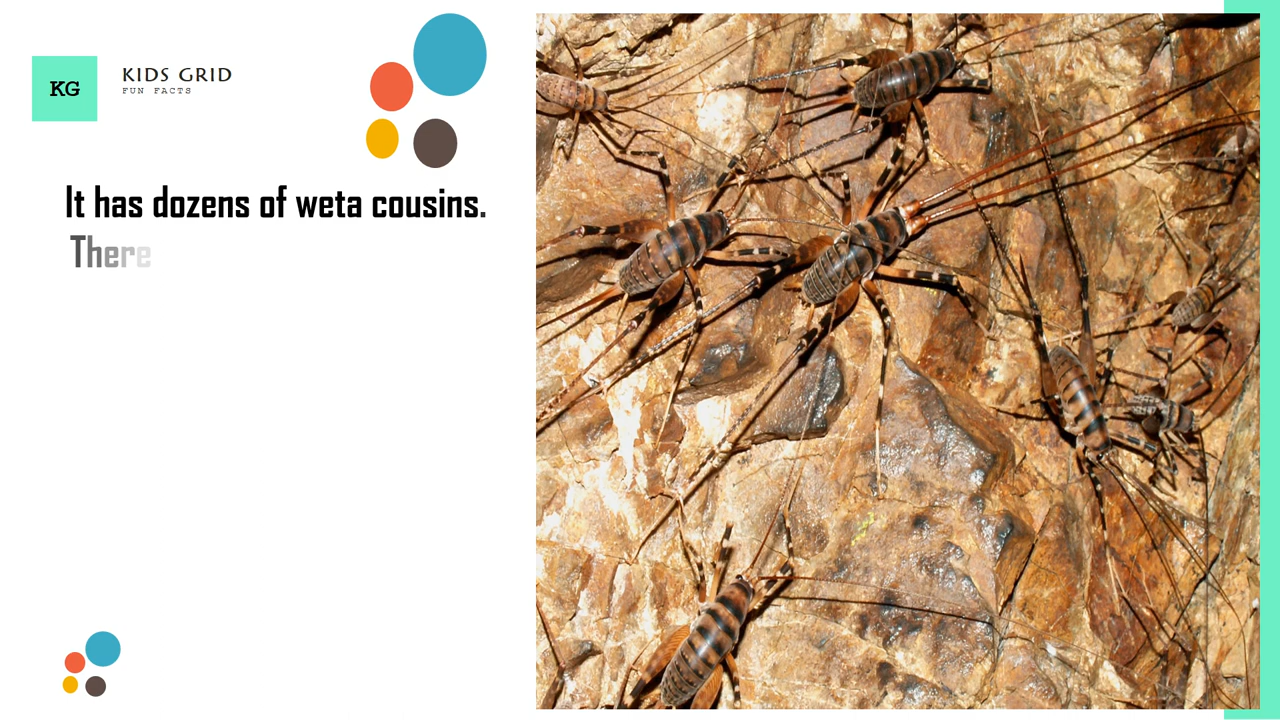 KG
KIDS GRID
FUN FACTS
It has dozens of weta cousins.
There